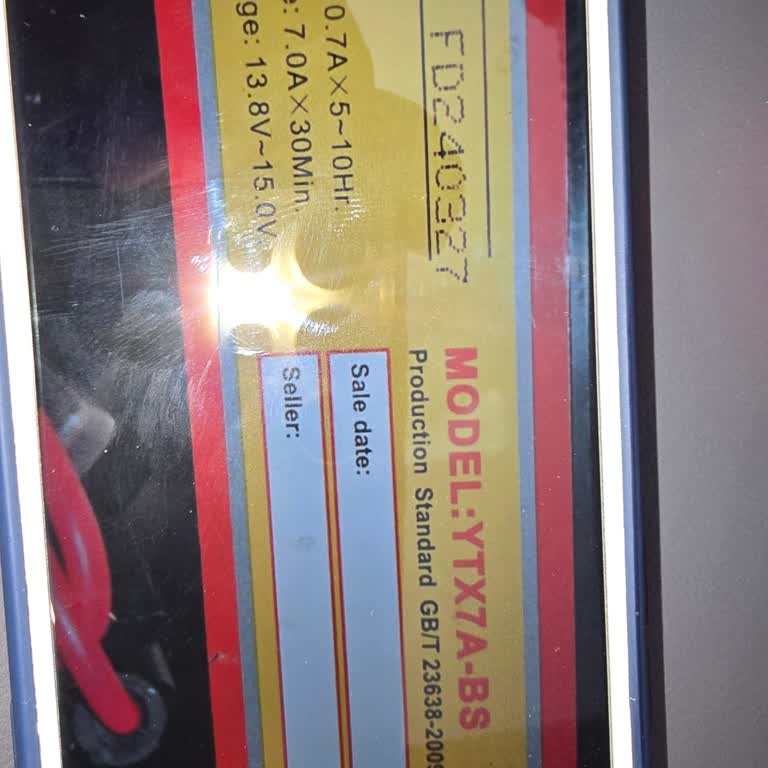 FD240327
0.7A×5~10Hr.
e: 7.0A×30Min.
ge: 13.8V~15.0V
MODEL:YTX7A-BS
Production Standard GB/T 23638-2009
Sale date:
Seller: